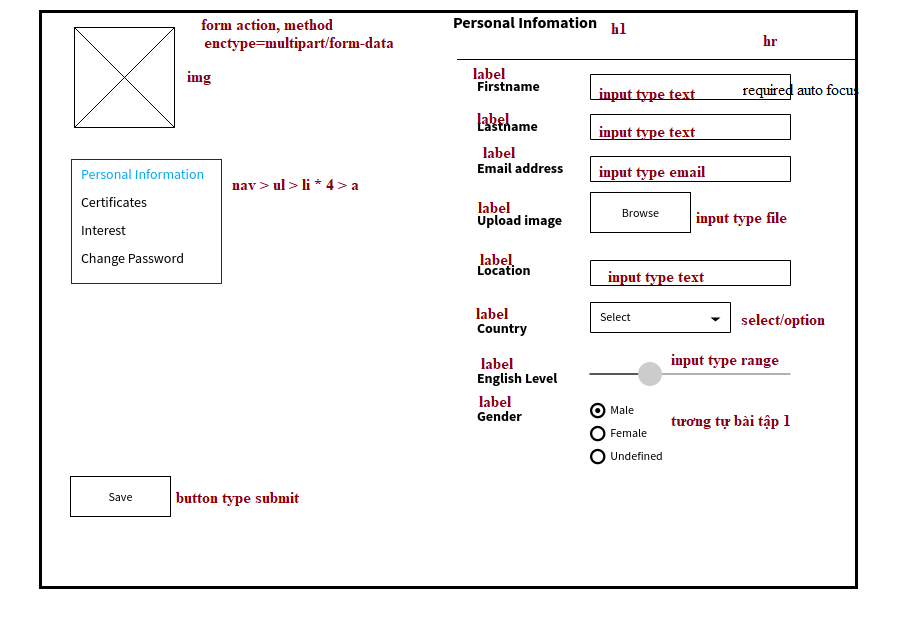 form action, method
enctype=multipart/form-data
img
Personal Information
Certificates
Interest
Change Password
nav > ul > li * 4 > a
Save
button type submit
Personal Infomation
h1
hr
label
Firstname
input type text
required auto focus
label
Lastname
input type text
label
Email address
input type email
label
Upload image
Browse
input type file
label
Location
input type text
label
Country
Select
select/option
label
English Level
input type range
label
Gender
Male
Female
Undefined
tương tự bài tập 1